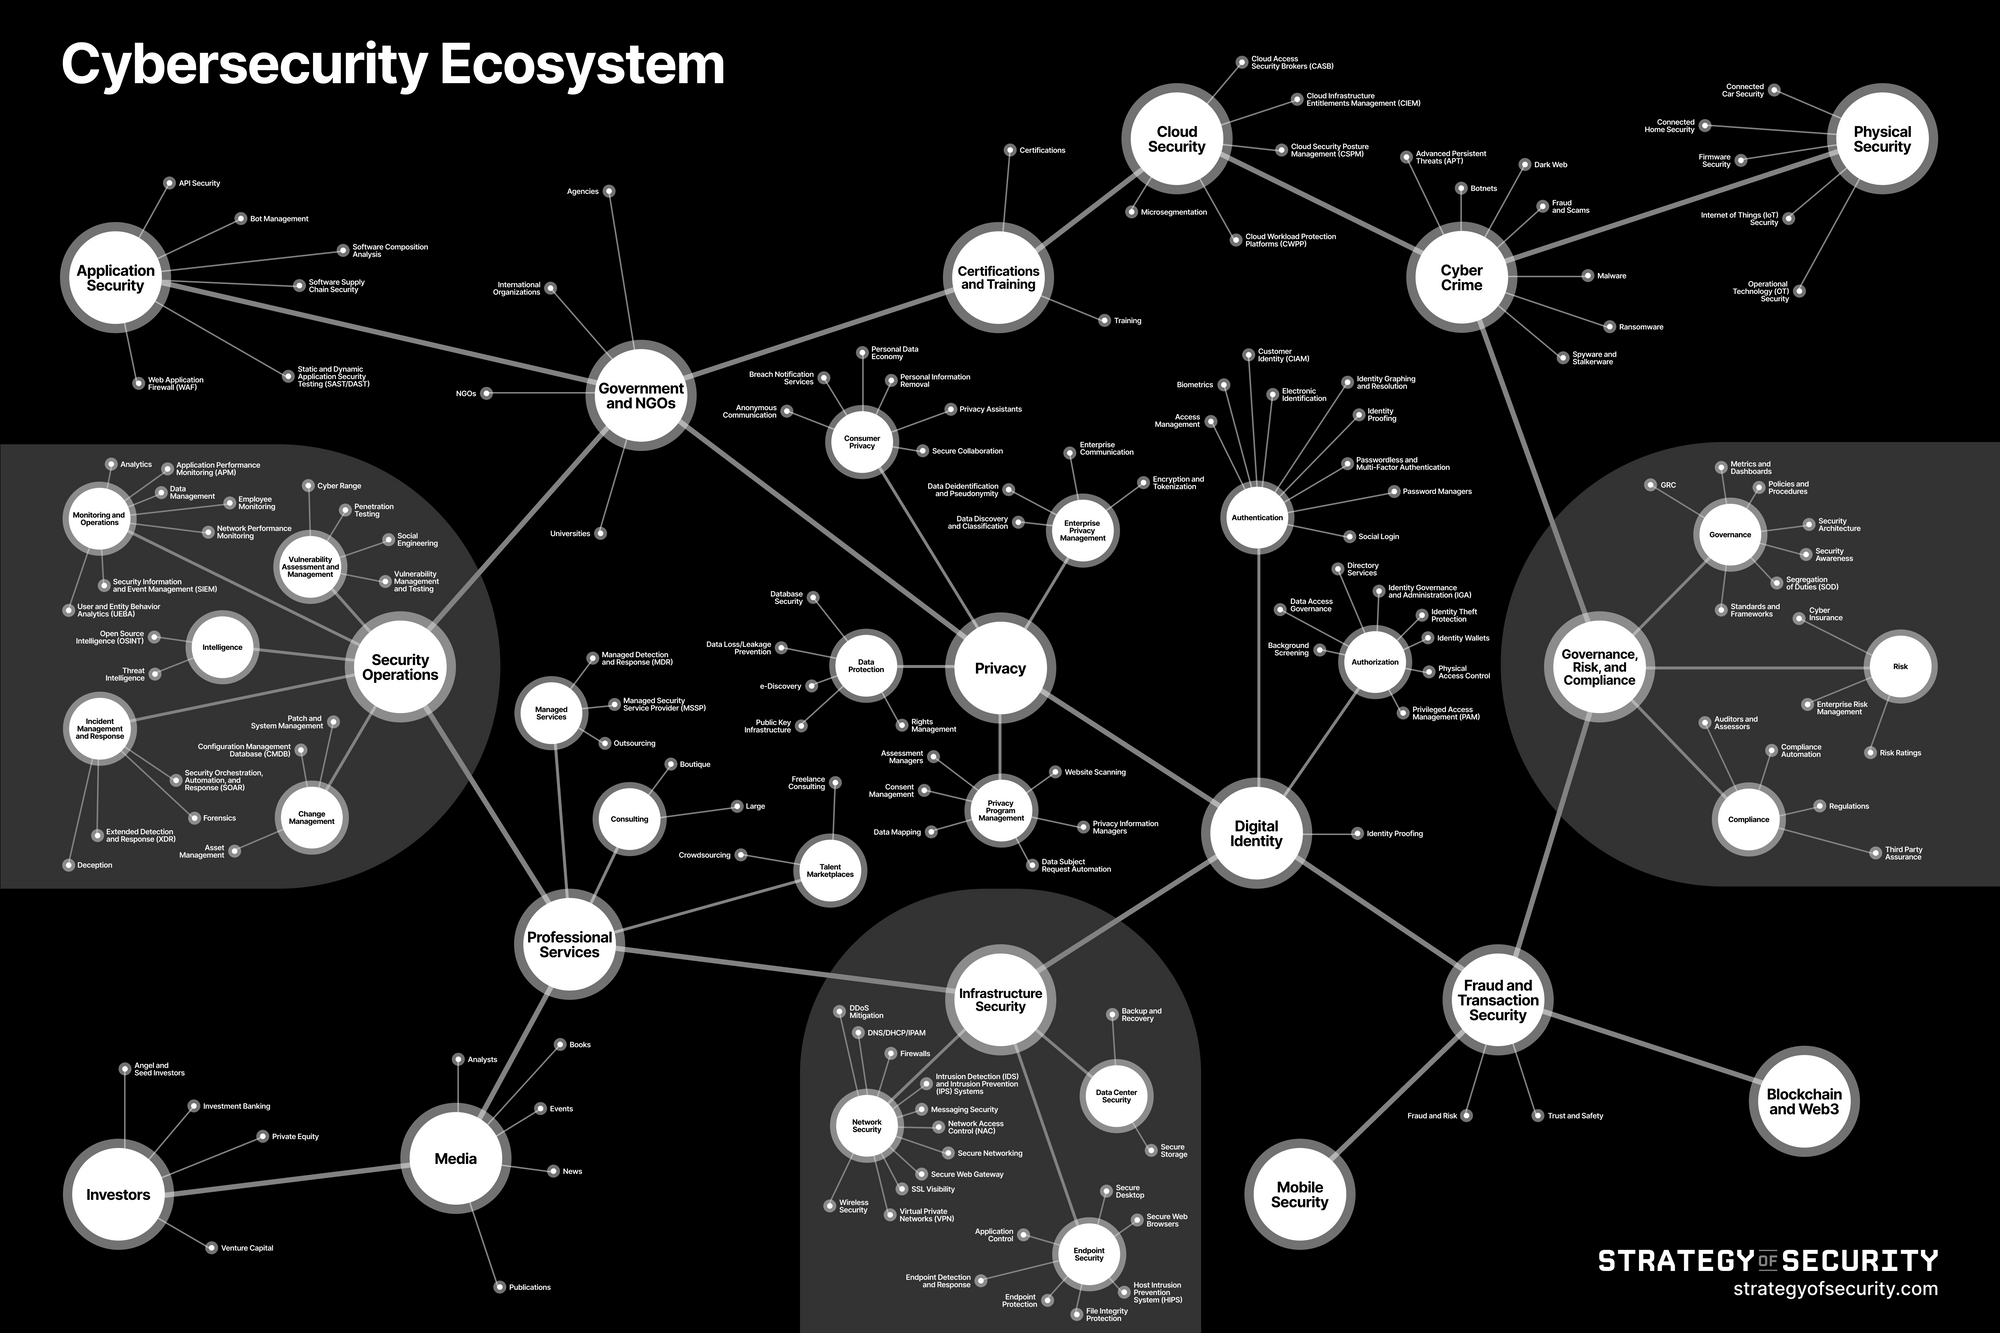 Cybersecurity Ecosystem
Application
Security
API Security
Bot Management
Software Composition
Analysis
Software Supply
Chain Security
Static and Dynamic
Application Security
Testing (SAST/DAST)
Web Application
Firewall (WAF)
Government
and NGOs
Agencies
International
Organizations
NGOs
Universities
Certifications
and Training
Certifications
Training
Cloud
Security
Cloud Access
Security Brokers (CASB)
Cloud Infrastructure
Entitlements Management (CIEM)
Cloud Security Posture
Management (CSPM)
Microsegmentation
Cloud Workload Protection
Platforms (CWPP)
Cyber
Crime
Advanced Persistent
Threats (APT)
Botnets
Dark Web
Fraud
and Scams
Malware
Ransomware
Spyware and
Stalkerware
Physical
Security
Connected
Car Security
Connected
Home Security
Firmware
Security
Internet of Things (IoT)
Security
Operational
Technology (OT)
Security
Security
Operations
Monitoring and
Operations
Analytics
Application Performance
Monitoring (APM)
Data
Management
Employee
Monitoring
Network Performance
Monitoring
Security Information
and Event Management (SIEM)
User and Entity Behavior
Analytics (UEBA)
Vulnerability
Assessment and
Management
Cyber Range
Penetration
Testing
Social
Engineering
Vulnerability
Management
and Testing
Intelligence
Open Source
Intelligence (OSINT)
Threat
Intelligence
Incident
Management
and Response
Security Orchestration,
Automation, and
Response (SOAR)
Forensics
Extended Detection
and Response (XDR)
Deception
Change
Management
Patch and
System Management
Configuration Management
Database (CMDB)
Asset
Management
Privacy
Consumer
Privacy
Personal Data
Economy
Breach Notification
Services
Personal Information
Removal
Anonymous
Communication
Privacy Assistants
Secure Collaboration
Enterprise
Privacy
Management
Enterprise
Communication
Encryption and
Tokenization
Data Deidentification
and Pseudonymity
Data Discovery
and Classification
Data
Protection
Database
Security
Data Loss/Leakage
Prevention
e-Discovery
Public Key
Infrastructure
Rights
Management
Privacy
Program
Management
Assessment
Managers
Website Scanning
Consent
Management
Data Mapping
Privacy Information
Managers
Data Subject
Request Automation
Digital
Identity
Identity Proofing
Authentication
Customer
Identity (CIAM)
Biometrics
Electronic
Identification
Identity Graphing
and Resolution
Access
Management
Identity
Proofing
Passwordless and
Multi-Factor Authentication
Password Managers
Social Login
Authorization
Directory
Services
Data Access
Governance
Identity Governance
and Administration (IGA)
Identity Theft
Protection
Identity Wallets
Background
Screening
Physical
Access Control
Privileged Access
Management (PAM)
Governance,
Risk, and
Compliance
Governance
GRC
Metrics and
Dashboards
Policies and
Procedures
Security
Architecture
Security
Awareness
Segregation
of Duties (SOD)
Standards and
Frameworks
Risk
Cyber
Insurance
Enterprise Risk
Management
Risk Ratings
Compliance
Auditors and
Assessors
Compliance
Automation
Regulations
Third Party
Assurance
Professional
Services
Managed
Services
Managed Detection
and Response (MDR)
Managed Security
Service Provider (MSSP)
Outsourcing
Consulting
Boutique
Large
Talent
Marketplaces
Freelance
Consulting
Crowdsourcing
Infrastructure
Security
Network
Security
DDoS
Mitigation
DNS/DHCP/IPAM
Firewalls
Intrusion Detection (IDS)
and Intrusion Prevention
(IPS) Systems
Messaging Security
Network Access
Control (NAC)
Secure Networking
Secure Web Gateway
SSL Visibility
Virtual Private
Networks (VPN)
Wireless
Security
Data Center
Security
Backup and
Recovery
Secure
Storage
Endpoint
Security
Secure
Desktop
Secure Web
Browsers
Application
Control
Endpoint Detection
and Response
Endpoint
Protection
File Integrity
Protection
Host Intrusion
Prevention
System (HIPS)
Fraud and
Transaction
Security
Fraud and Risk
Trust and Safety
Blockchain
and Web3
Mobile
Security
Media
Analysts
Books
Events
News
Publications
Investors
Angel and
Seed Investors
Investment Banking
Private Equity
Venture Capital
STRATEGY OF SECURITY
strategyofsecurity.com